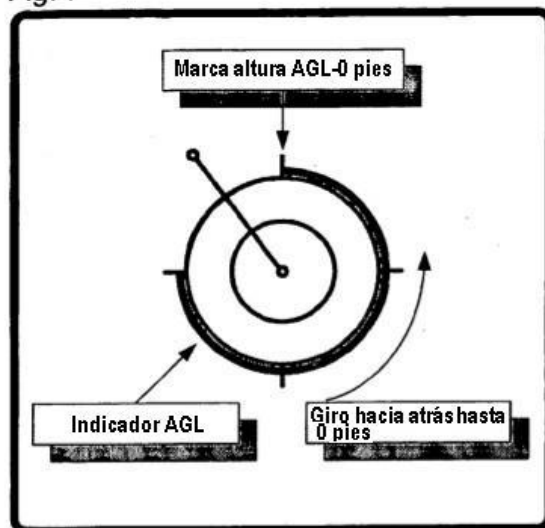 Marca altura AGL-0 pies
Indicador AGL
Giro hacia atrás hasta
0 pies